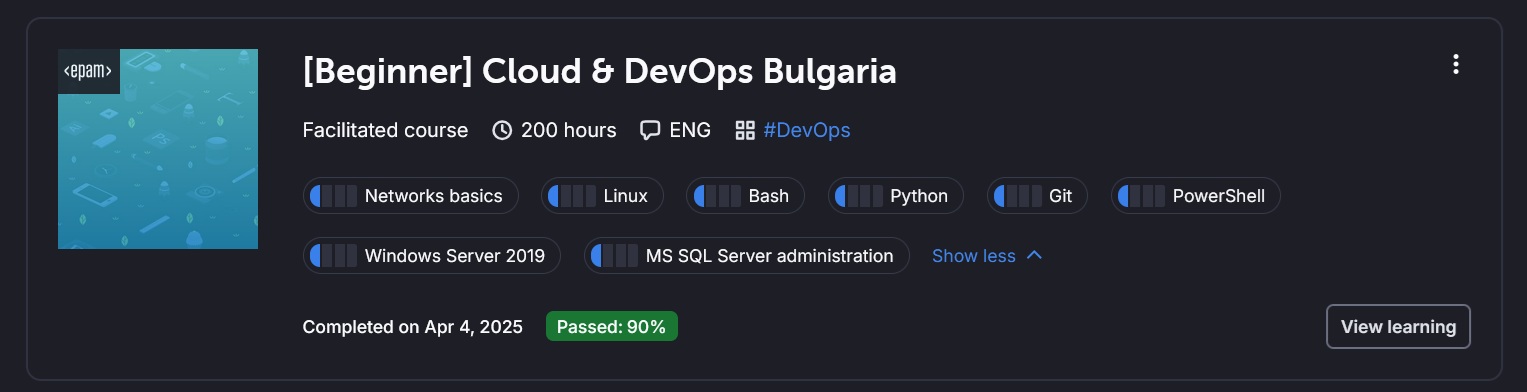 <epam>
[Beginner] Cloud & DevOps Bulgaria
Facilitated course 200 hours ENG #DevOps
Networks basics Linux Bash Python Git PowerShell
Windows Server 2019 MS SQL Server administration Show less
Completed on Apr 4, 2025 Passed: 90% View learning